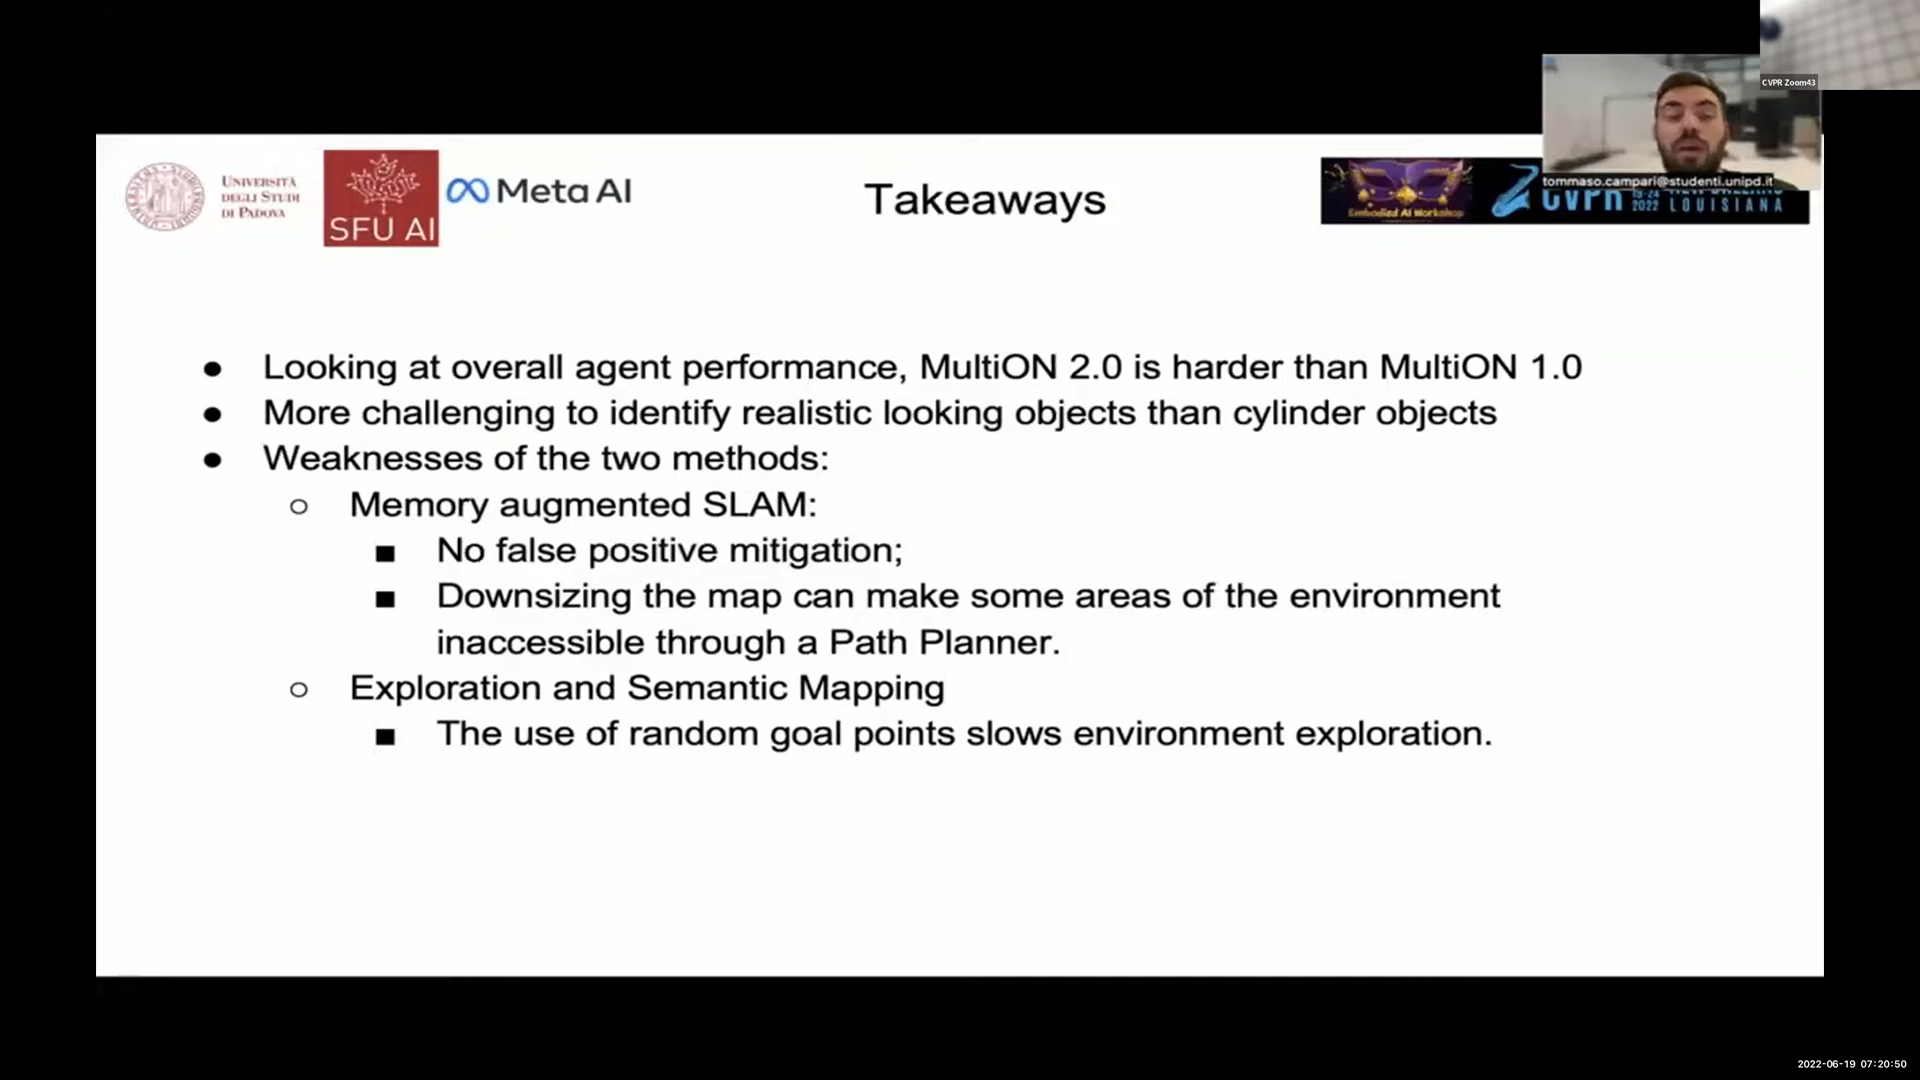 CVPR Zoom43
tommaso.campari@studenti.unipd.it
UNIVERSITÀ
DEGLI STUDI
DI PADOVA
SFU AI
Meta AI
Takeaways
Embodied AI Workshop
CVPR
19-24
2022
NEW ORLEANS
LOUISIANA
● Looking at overall agent performance, MultiON 2.0 is harder than MultiON 1.0
● More challenging to identify realistic looking objects than cylinder objects
● Weaknesses of the two methods:
○ Memory augmented SLAM:
■ No false positive mitigation;
■ Downsizing the map can make some areas of the environment
inaccessible through a Path Planner.
○ Exploration and Semantic Mapping
■ The use of random goal points slows environment exploration.
2022-06-19 07:20:50